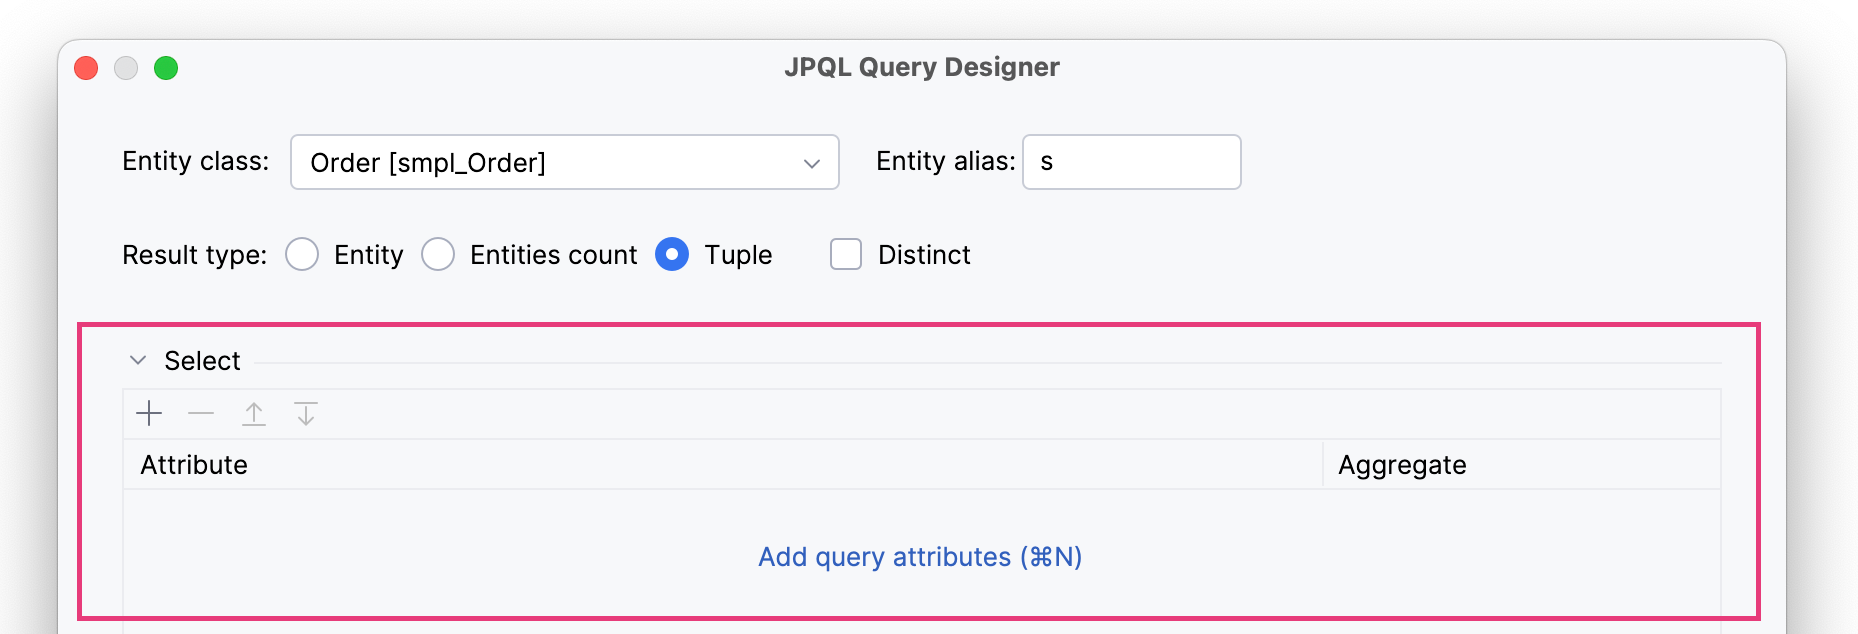 JPQL Query Designer
Entity class: Order [smpl_Order] Entity alias: s
Result type: Entity Entities count Tuple Distinct
Select
Attribute Aggregate
Add query attributes (⌘N)